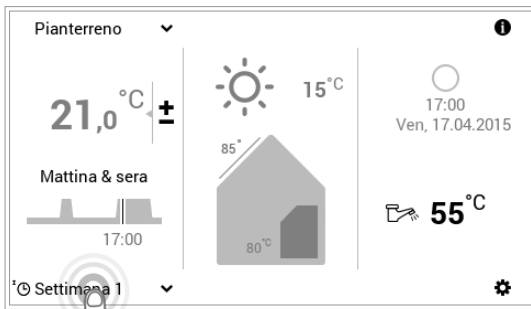 Pianterreno
21,0 °C ±
Mattina & sera
17:00
Settimana 1
15°C
85°
80°C
17:00
Ven, 17.04.2015
55°C